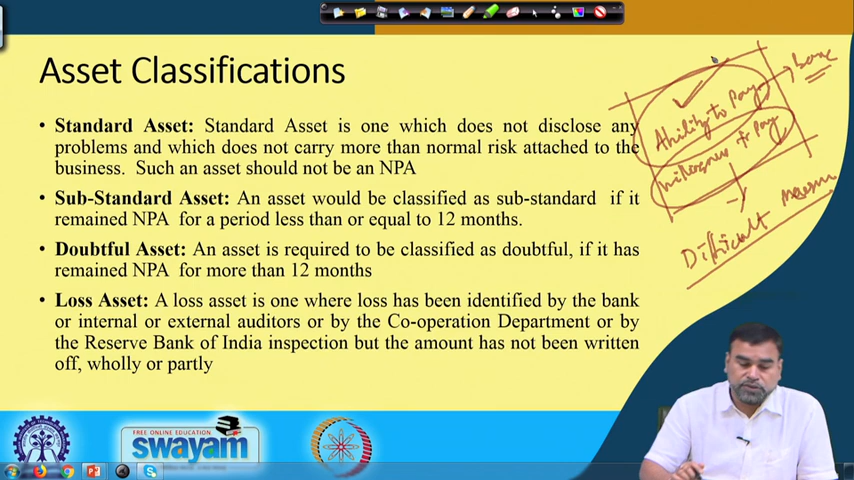 Asset Classifications
• Standard Asset: Standard Asset is one which does not disclose any
problems and which does not carry more than normal risk attached to the
business. Such an asset should not be an NPA
• Sub-Standard Asset: An asset would be classified as sub-standard if it
remained NPA for a period less than or equal to 12 months.
• Doubtful Asset: An asset is required to be classified as doubtful, if it has
remained NPA for more than 12 months
• Loss Asset: A loss asset is one where loss has been identified by the bank
or internal or external auditors or by the Co-operation Department or by
the Reserve Bank of India inspection but the amount has not been written
off, wholly or partly
Ability to Pay
to Pay
Difficult
FREE ONLINE EDUCATION
swayam